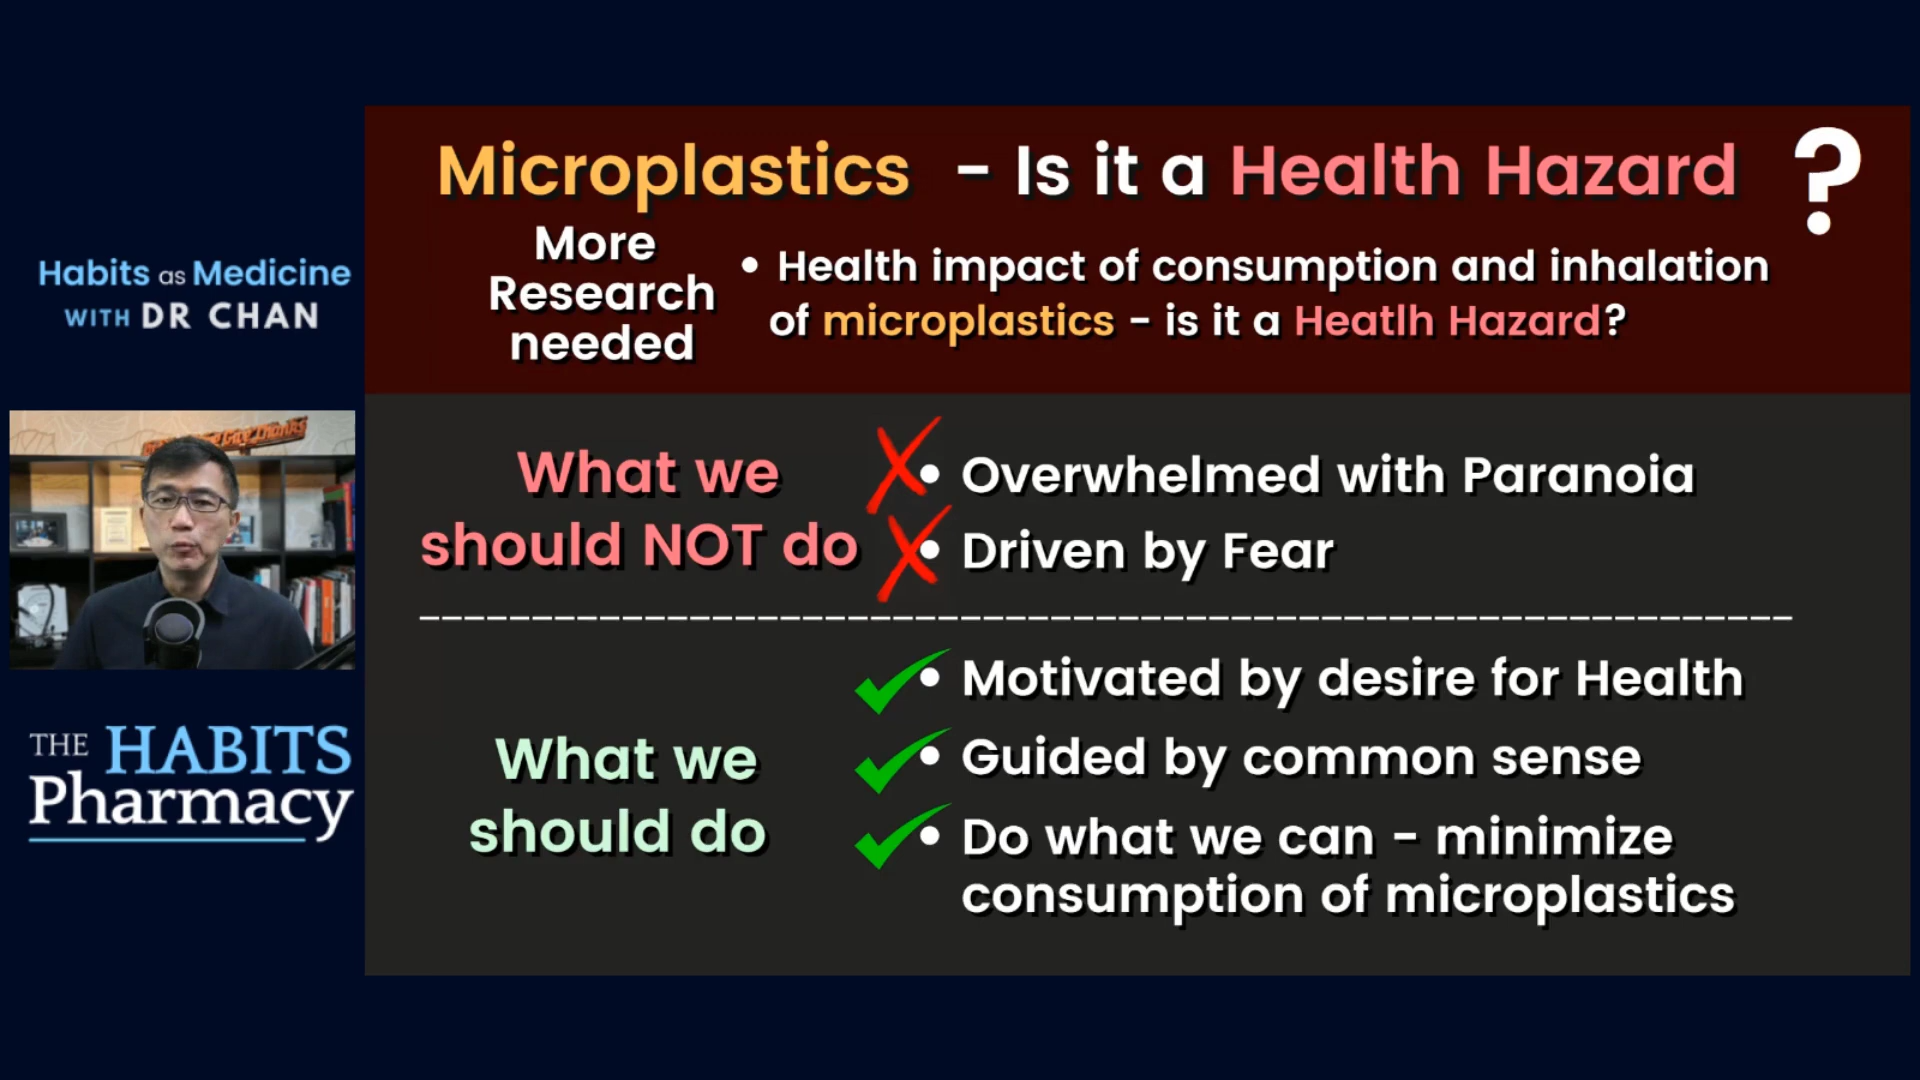 Microplastics - Is it a Health Hazard ?
More
Research
needed
• Health impact of consumption and inhalation
of microplastics - is it a Heatlh Hazard?
Habits as Medicine
WITH DR CHAN
What we
should NOT do
• Overwhelmed with Paranoia
• Driven by Fear
What we
should do
• Motivated by desire for Health
• Guided by common sense
• Do what we can - minimize
consumption of microplastics
THE HABITS
Pharmacy